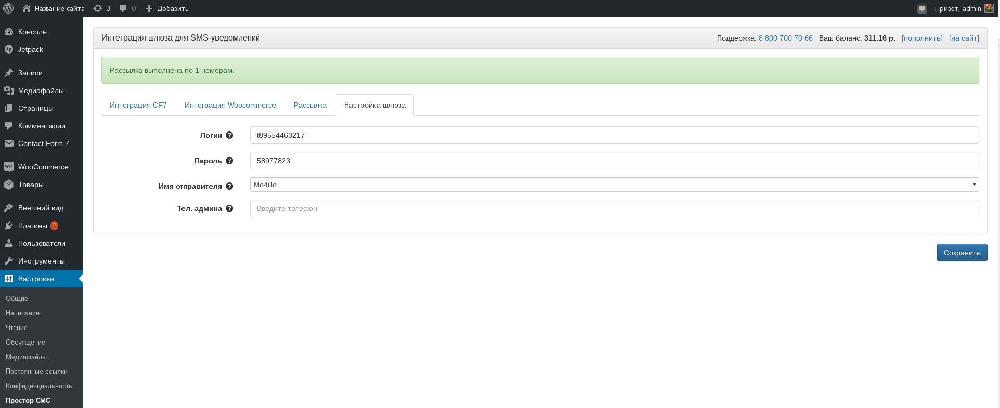 Название сайта 3 0 Добавить Привет, admin
Консоль
Jetpack
Записи
Медиафайлы
Страницы
Комментарии
Contact Form 7
WooCommerce
Товары
Внешний вид
Плагины 2
Пользователи
Инструменты
Настройки
Общие
Написание
Чтение
Обсуждение
Медиафайлы
Постоянные ссылки
Конфиденциальность
Простор СМС
Интеграция шлюза для SMS-уведомлений Поддержка: 8 800 700 70 66 Ваш баланс: 311.16 р. [пополнить] [на сайт]
Рассылка выполнена по 1 номерам.
Интеграция CF7 Интеграция Woocommerce Рассылка Настройка шлюза
Логин t89554463217
Пароль 58977823
Имя отправителя Mo4illo
Тел. админа Введите телефон
Сохранить